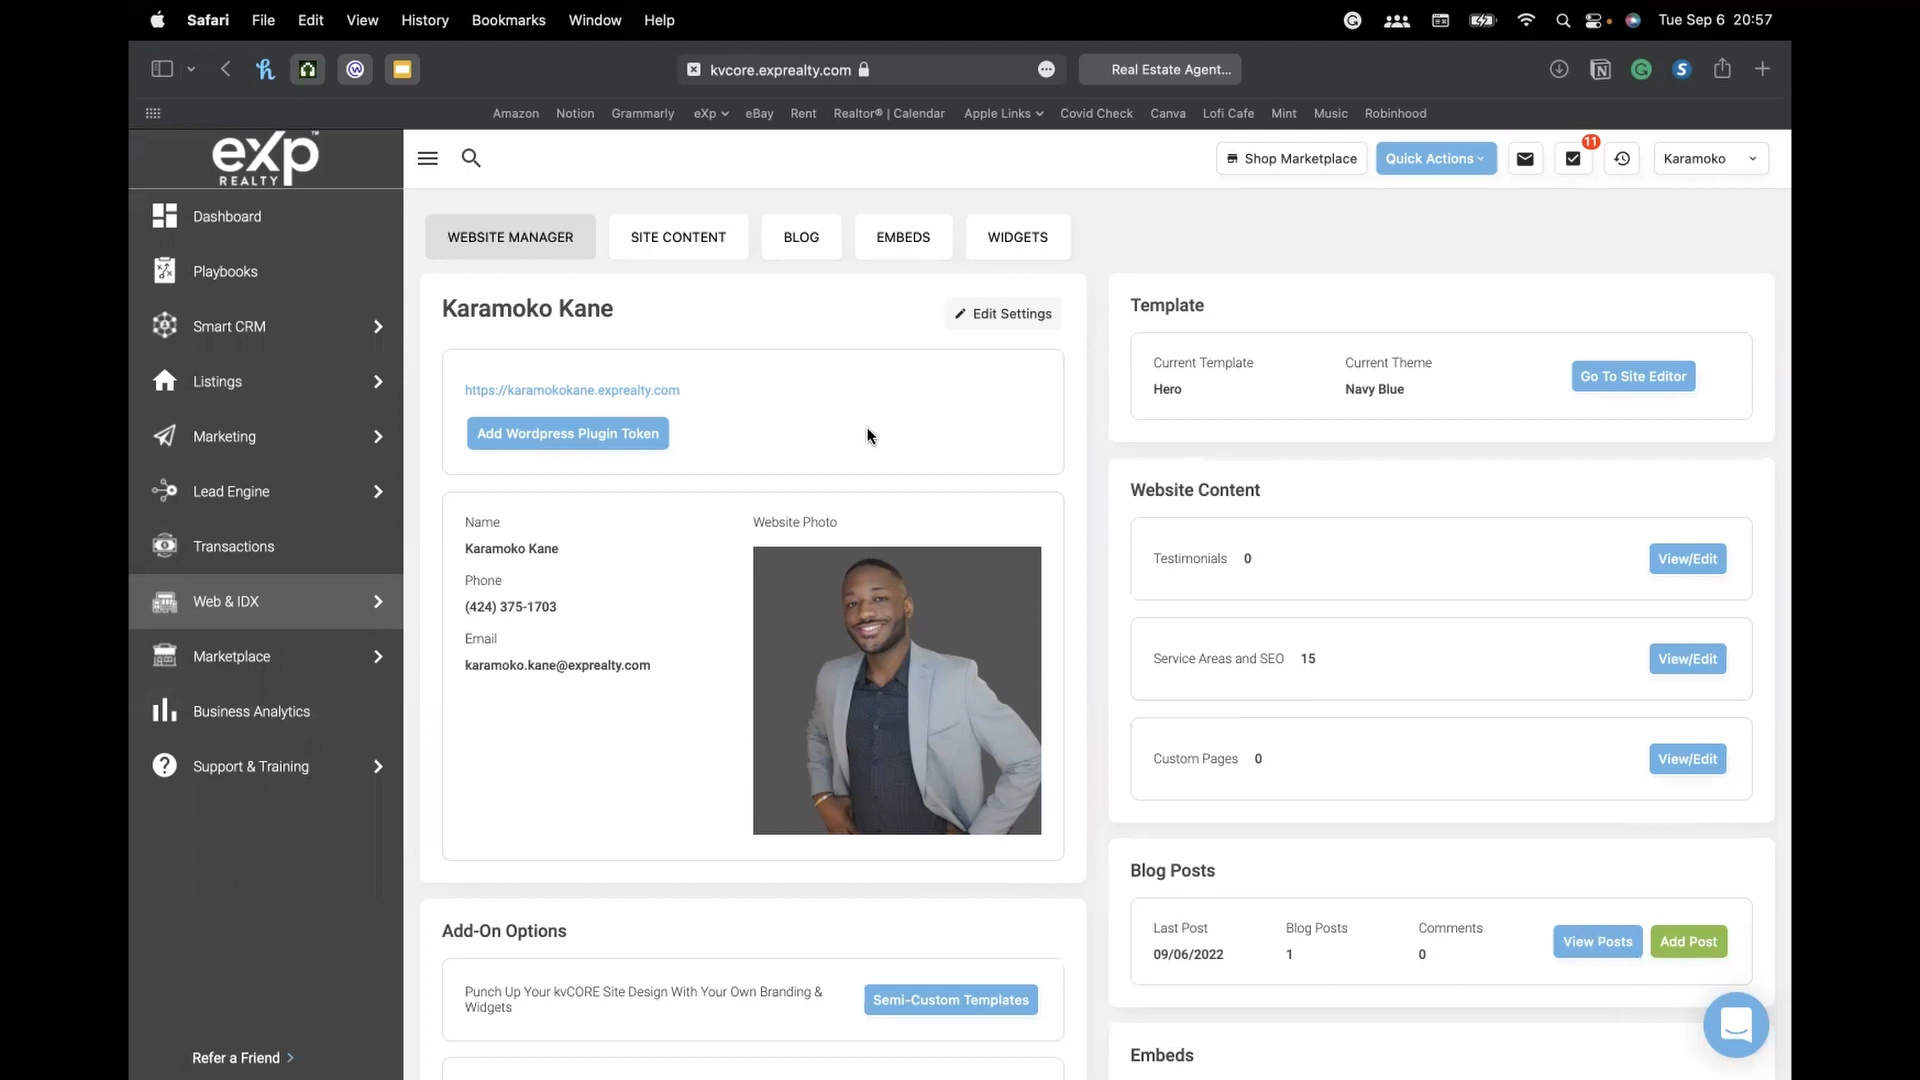 Safari File Edit View History Bookmarks Window Help Tue Sep 6 20:57
kvcore.exprealty.com Real Estate Agent...
Amazon Notion Grammarly eXp eBay Rent Realtor® | Calendar Apple Links Covid Check Canva Lofi Cafe Mint Music Robinhood
exp™
REALTY
Shop Marketplace Quick Actions 11 Karamoko
Dashboard
Playbooks
Smart CRM
Listings
Marketing
Lead Engine
Transactions
Web & IDX
Marketplace
Business Analytics
Support & Training
Refer a Friend
WEBSITE MANAGER SITE CONTENT BLOG EMBEDS WIDGETS
Karamoko Kane
Edit Settings
https://karamokokane.exprealty.com
Add Wordpress Plugin Token
Name
Karamoko Kane
Phone
(424) 375-1703
Email
karamoko.kane@exprealty.com
Website Photo
Add-On Options
Punch Up Your kvCORE Site Design With Your Own Branding &
Widgets
Semi-Custom Templates
Template
Current Template Current Theme
Hero Navy Blue
Go To Site Editor
Website Content
Testimonials 0 View/Edit
Service Areas and SEO 15 View/Edit
Custom Pages 0 View/Edit
Blog Posts
Last Post Blog Posts Comments
09/06/2022 1 0
View Posts Add Post
Embeds